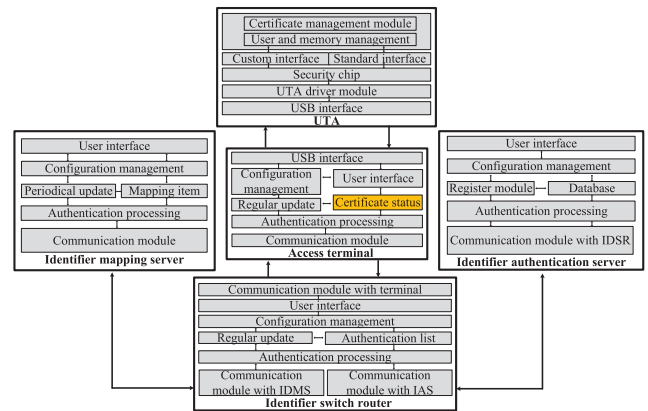 Certificate management module
User and memory management
Custom interface
Standard interface
Security chip
UTA driver module
USB interface
UTA
User interface
Configuration management
Periodical update
Mapping item
Authentication processing
Communication module
Identifier mapping server
USB interface
Configuration
management
User interface
Regular update
Certificate status
Authentication processing
Communication module
Access terminal
User interface
Configuration management
Register module
Database
Authentication processing
Communication module with IDSR
Identifier authentication server
Communication module with terminal
User interface
Configuration management
Regular update
Authentication list
Authentication processing
Communication
module with IDMS
Communication
module with IAS
Identifier switch router